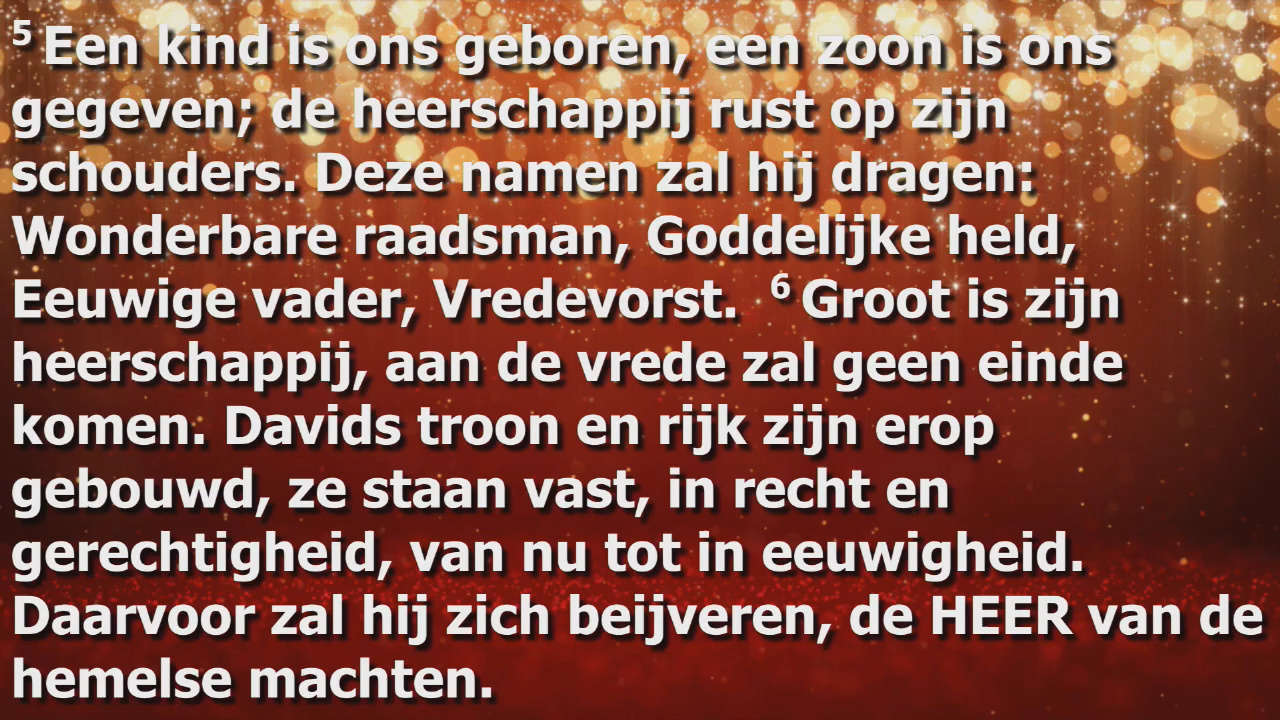 5 Een kind is ons geboren, een zoon is ons
gegeven; de heerschappij rust op zijn
schouders. Deze namen zal hij dragen:
Wonderbare raadsman, Goddelijke held,
Eeuwige vader, Vredevorst. 6 Groot is zijn
heerschappij, aan de vrede zal geen einde
komen. Davids troon en rijk zijn erop
gebouwd, ze staan vast, in recht en
gerechtigheid, van nu tot in eeuwigheid.
Daarvoor zal hij zich beijveren, de HEER van de
hemelse machten.